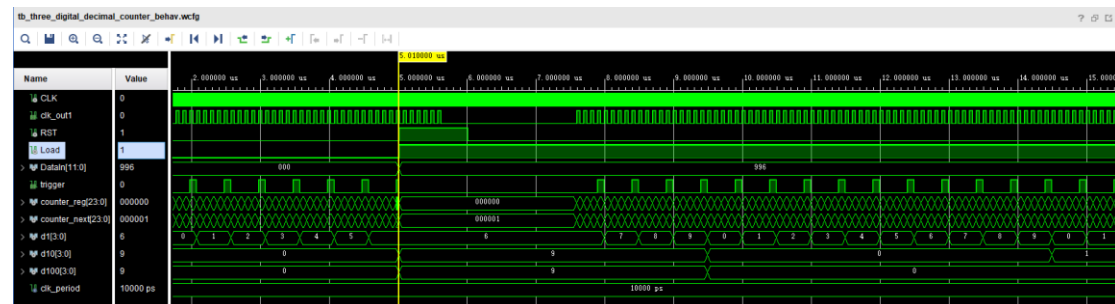 tb_three_digital_decimal_counter_behav.wcfg
5.010000 us
Name Value 2.000000 us 3.000000 us 4.000000 us 5.000000 us 6.000000 us 7.000000 us 8.000000 us 9.000000 us 10.000000 us 11.000000 us 12.000000 us 13.000000 us 14.000000 us 15.0000
CLK 0
clk_out1 0
RST 1
Load 1
DataIn[11:0] 996 000 996
trigger 0
counter_reg[23:0] 000000 000000
counter_next[23:0] 000001 000001
d1[3:0] 6 0 1 2 3 4 5 6 7 8 9 0 1 2 3 4 5 6 7 8 9 0 1
d10[3:0] 9 0 9 0 1
d100[3:0] 9 0 9 0
clk_period 10000 ps 10000 ps